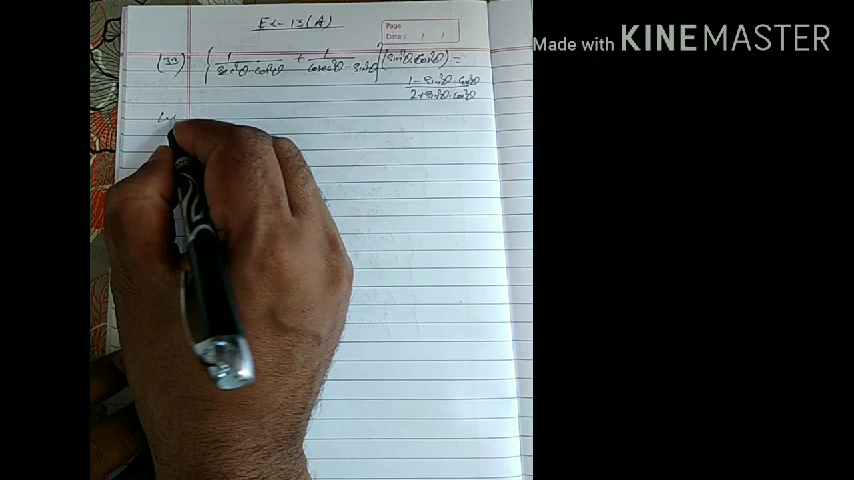 Ex - 13 (A)
Page
Date : / /
Made with KINEMASTER
(33) { 1/(sec²θ - cos²θ) + 1/(cosec²θ - sin²θ) } (sin²θ·cos²θ) =
(1 - sin²θ·cos²θ)/(2 + sin²θ·cos²θ)